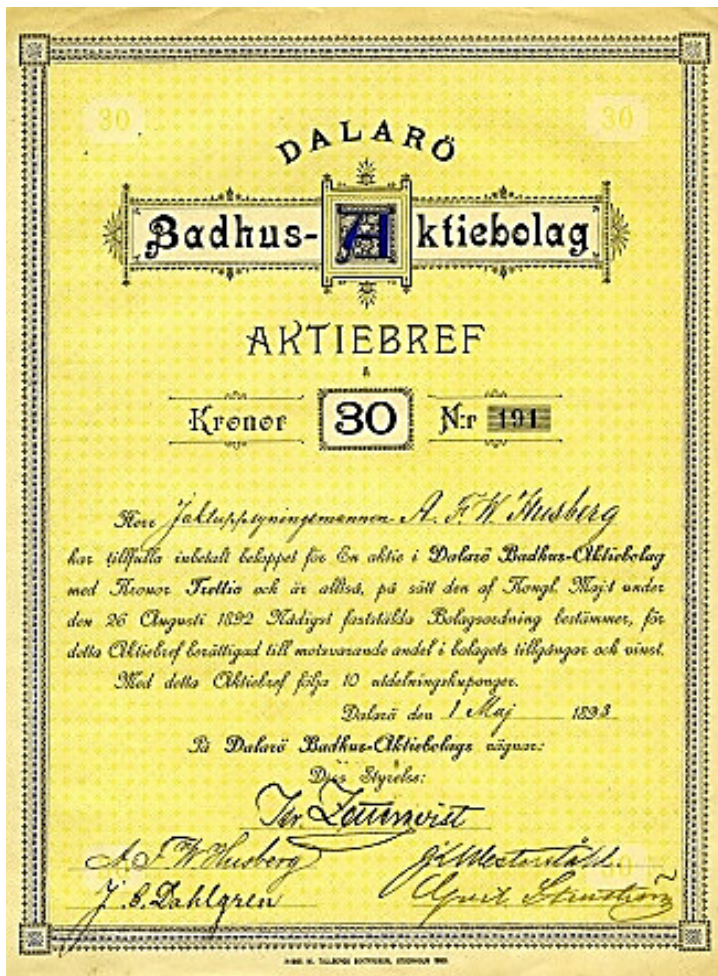 30 30
DALARÖ
Badhus-Aktiebolag
AKTIEBREF
À
Kronor 30 N:r 191
Herr Jaktuppsyningsmannen A. F. W. Husberg
har tillfullo inbetalt beloppet för En aktie i Dalarö Badhus-Aktiebolag
med Kronor Trettio och är alltså, på sätt den af Kongl. Maj:t under
den 26 Augusti 1892 Nådigst fastställda Bolagsordning bestämmer, för
detta Aktiebref berättigad till motsvarande andel i bolagets tillgångar och vinst.
Med detta Aktiebref följa 10 utdelningskuponger.
Dalarö den 1 Maj 1893
På Dalarö Badhus-Aktiebolags vägnar:
Dess Styrelse:
A. F. W. Husberg
J. G. Dahlgren
30